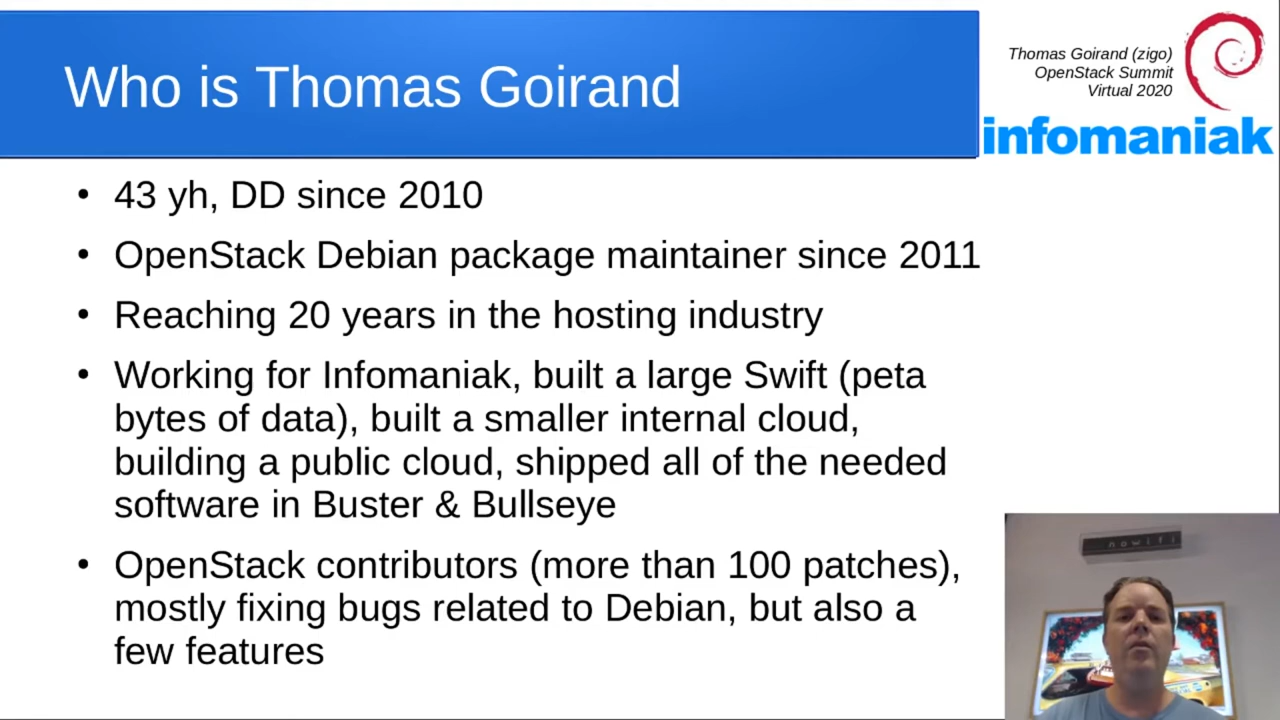 Who is Thomas Goirand
Thomas Goirand (zigo)
OpenStack Summit
Virtual 2020
infomaniak
• 43 yh, DD since 2010
• OpenStack Debian package maintainer since 2011
• Reaching 20 years in the hosting industry
• Working for Infomaniak, built a large Swift (peta
bytes of data), built a smaller internal cloud,
building a public cloud, shipped all of the needed
software in Buster & Bullseye
• OpenStack contributors (more than 100 patches),
mostly fixing bugs related to Debian, but also a
few features
nowifi